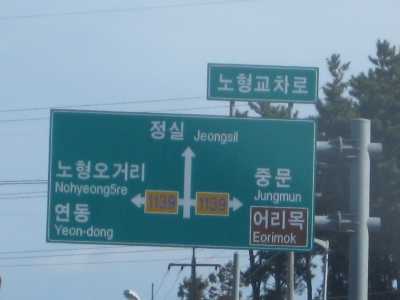 노형교차로
정실 Jeongsil
노형오거리
Nohyeong5re
연동
Yeon-dong
1139 1139
중문
Jungmun
어리목
Eorimok